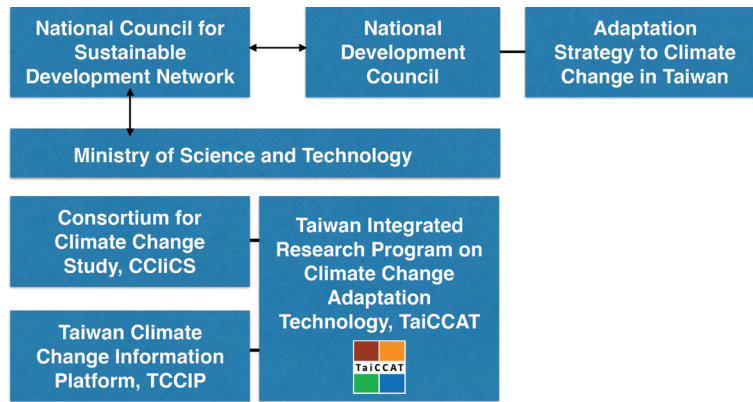 National Council for
Sustainable
Development Network
National
Development
Council
Adaptation
Strategy to Climate
Change in Taiwan
Ministry of Science and Technology
Consortium for
Climate Change
Study, CCliCS
Taiwan Integrated
Research Program on
Climate Change
Adaptation
Technology, TaiCCAT
Taiwan Climate
Change Information
Platform, TCCIP
TaiCCAT